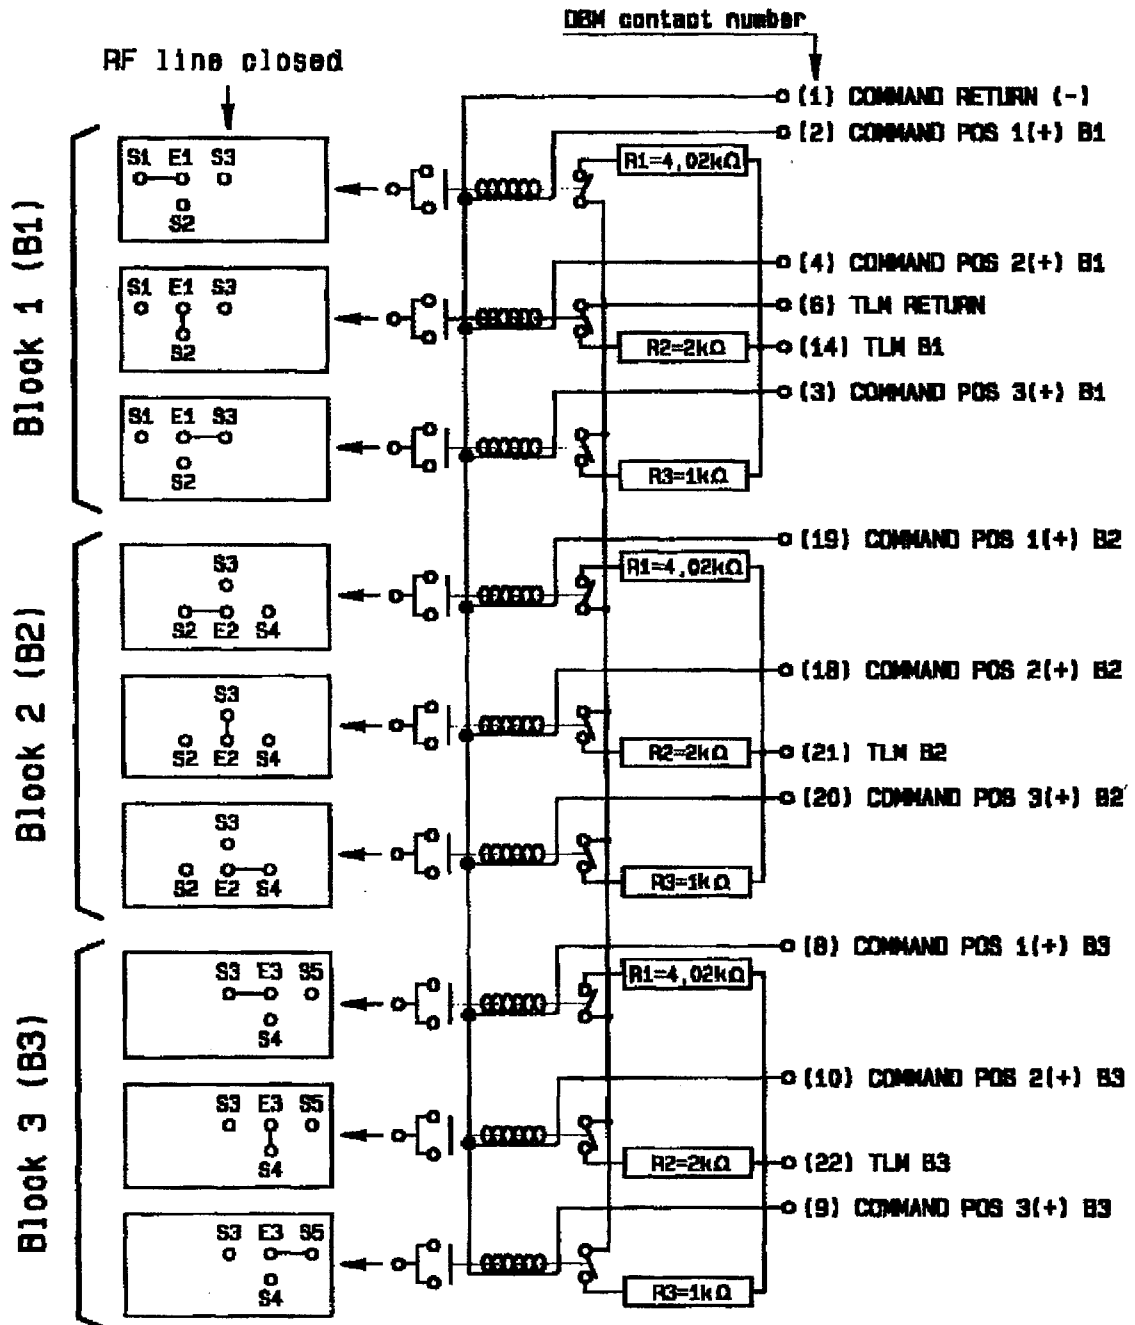 DBM contact number
RF line closed
(1) COMMAND RETURN (-)
Block 1 (B1)
(2) COMMAND POS 1(+) B1
S1 E1 S3
S2
R1=4,02kΩ
(4) COMMAND POS 2(+) B1
S1 E1 S3
S2
(6) TLM RETURN
R2=2kΩ
(14) TLM B1
(3) COMMAND POS 3(+) B1
S1 E1 S3
S2
R3=1kΩ
Block 2 (B2)
(19) COMMAND POS 1(+) B2
S3
S2 E2 S4
R1=4,02kΩ
(18) COMMAND POS 2(+) B2
S3
S2 E2 S4
R2=2kΩ
(21) TLM B2
(20) COMMAND POS 3(+) B2
S3
S2 E2 S4
R3=1kΩ
Block 3 (B3)
(8) COMMAND POS 1(+) B3
S3 E3 S5
S4
R1=4,02kΩ
(10) COMMAND POS 2(+) B3
S3 E3 S5
S4
R2=2kΩ
(22) TLM B3
(9) COMMAND POS 3(+) B3
S3 E3 S5
S4
R3=1kΩ